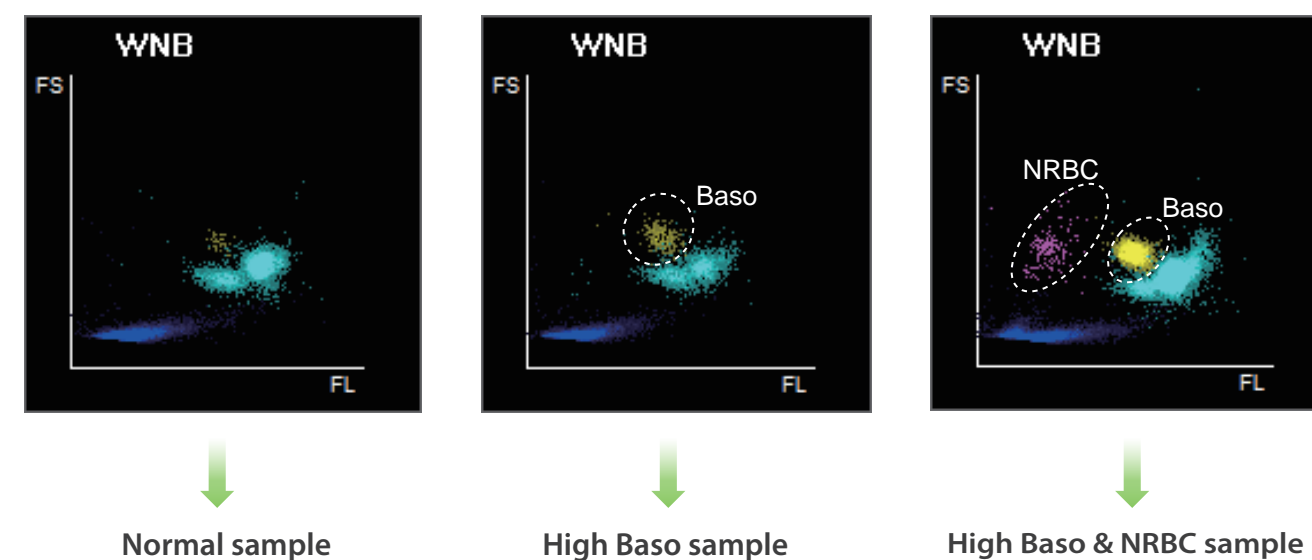 WNB
FS
FL
Normal sample
WNB
FS
Baso
FL
High Baso sample
WNB
FS
NRBC
Baso
FL
High Baso & NRBC sample